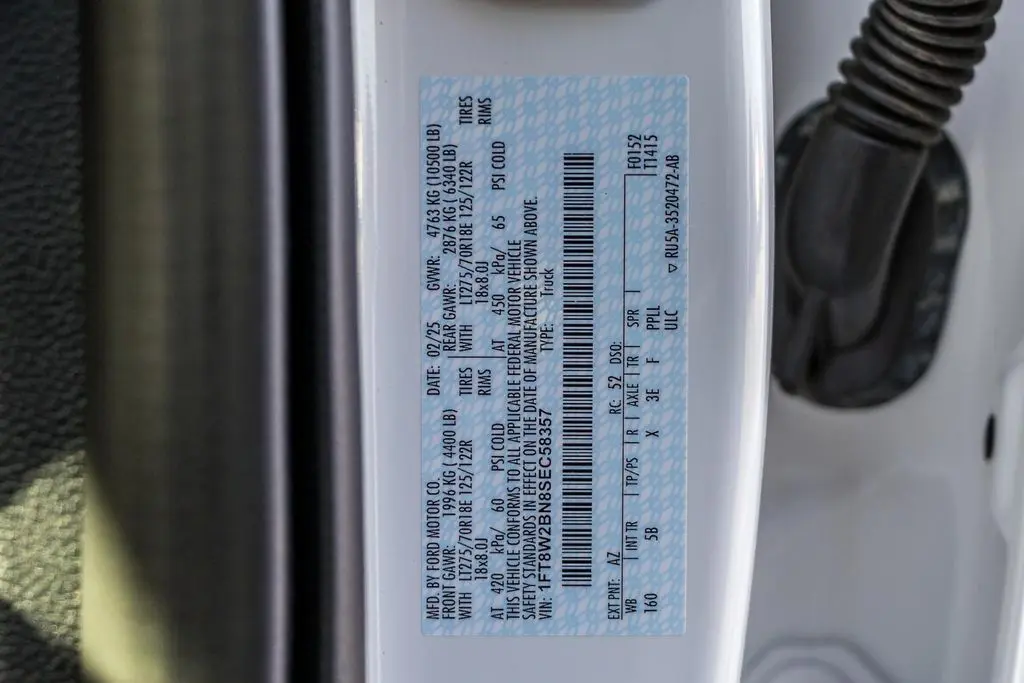 MFD. BY FORD MOTOR CO. DATE: 02/25 GVWR: 4763 KG (10500 LB)
FRONT GAWR: 1996 KG ( 4400 LB) REAR GAWR: 2876 KG ( 6340 LB)
WITH LT275/70R18E 125/122R TIRES WITH LT275/70R18E 125/122R TIRES
18x8.0J RIMS 18x8.0J RIMS
AT 420 kPa/ 60 PSI COLD AT 450 kPa/ 65 PSI COLD
THIS VEHICLE CONFORMS TO ALL APPLICABLE FEDERAL MOTOR VEHICLE
SAFETY STANDARDS IN EFFECT ON THE DATE OF MANUFACTURE SHOWN ABOVE.
VIN: 1FT8W2BN8SEC58357 TYPE: Truck
EXT PNT: AZ RC: 52 DSO: F0152
WB | INT TR | TP/PS | R | AXLE | TR | SPR | T1415
160 5B X 3E F PPLL
ULC ▽ RU5A-3520472-AB